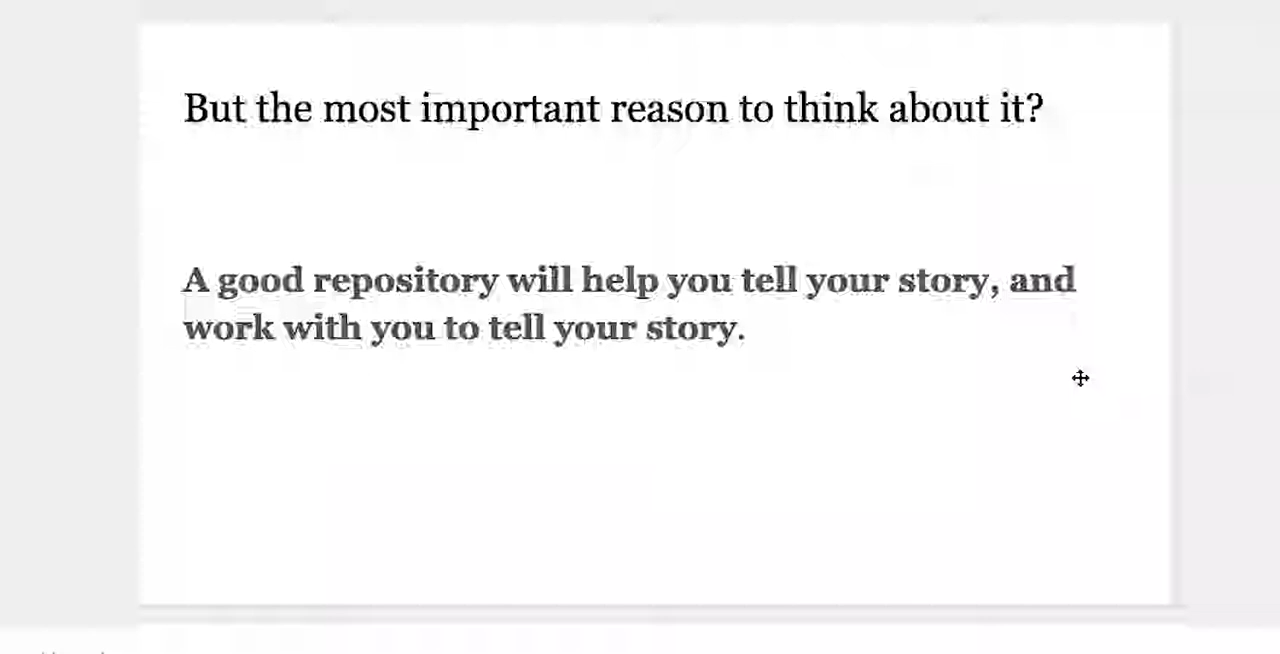 But the most important reason to think about it?
A good repository will help you tell your story, and
work with you to tell your story.